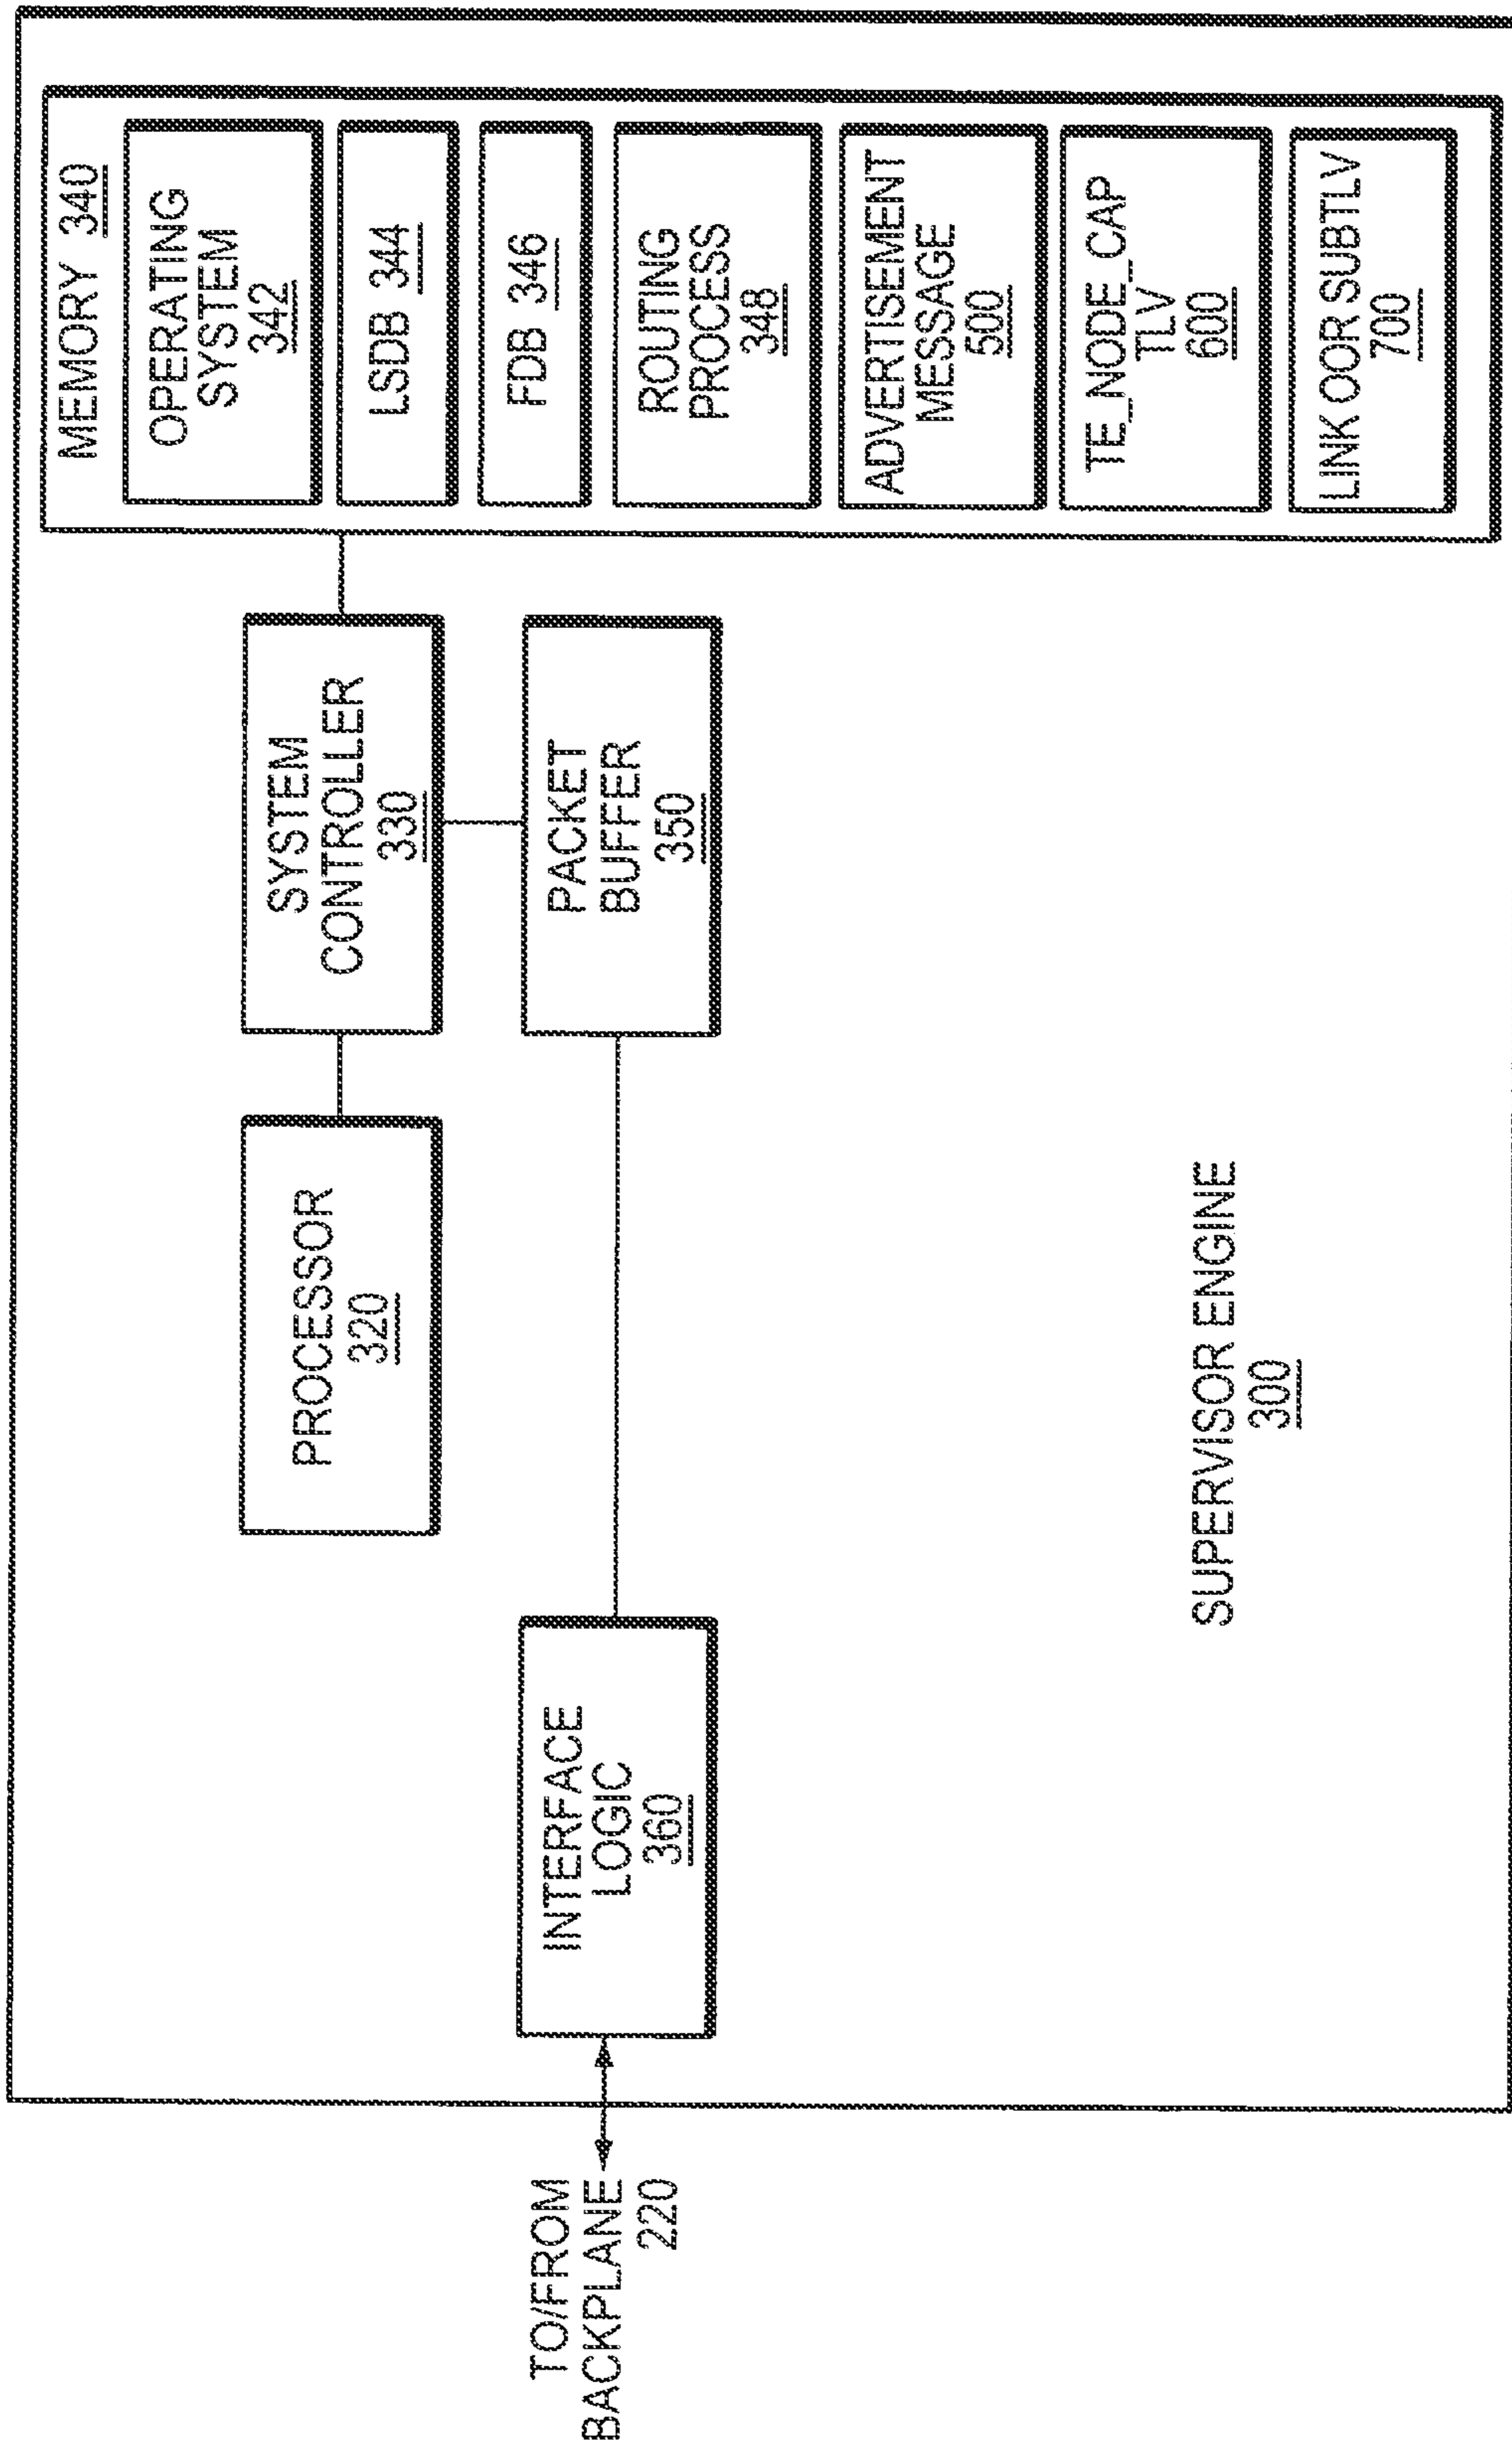 MEMORY 340
OPERATING
SYSTEM
342
LSDB 344
FDB 346
ROUTING
PROCESS
348
ADVERTISEMENT
MESSAGE
500
TE_NODE_CAP
TLV
600
LINK OOR SUBTLV
700
SYSTEM
CONTROLLER
330
PACKET
BUFFER
350
PROCESSOR
320
INTERFACE
LOGIC
360
SUPERVISOR ENGINE
300
TO/FROM
BACKPLANE
220